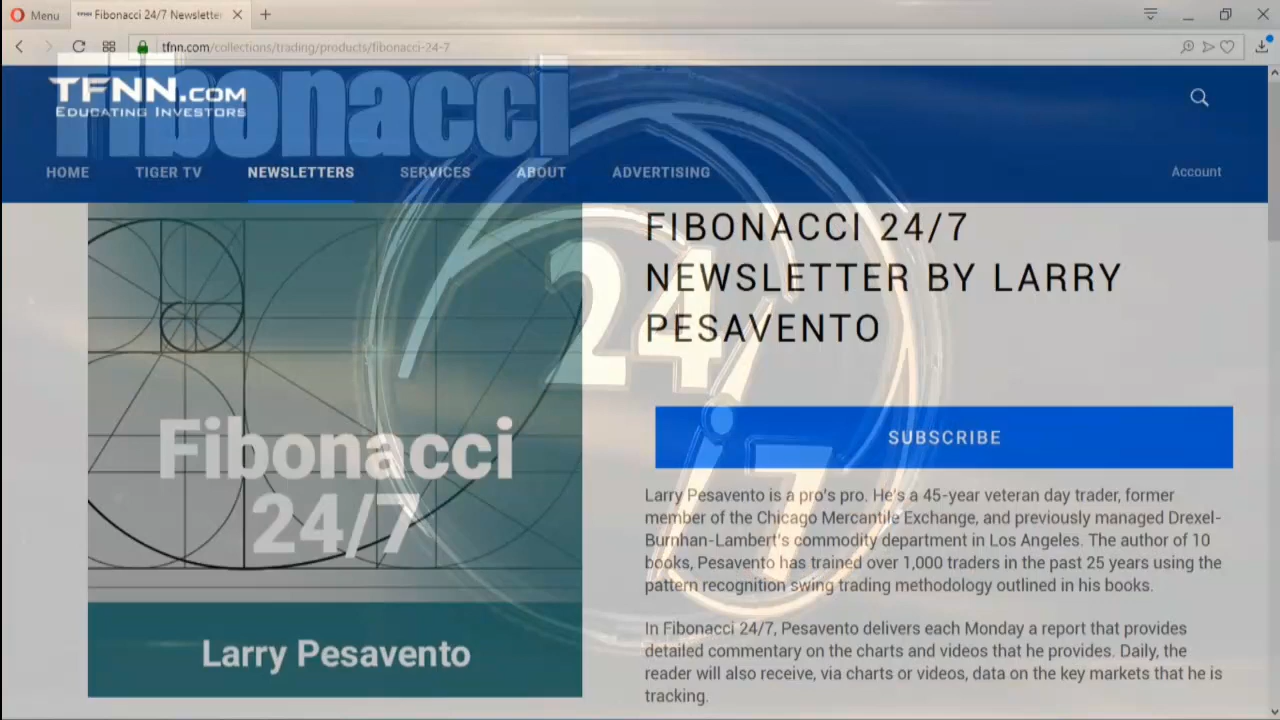 Menu
Fibonacci 24/7 Newsletter
tfnn.com/collections/trading/products/fibonacci-24-7
Fibonacci
TFNN.COM
EDUCATING INVESTORS
HOME TIGER TV NEWSLETTERS SERVICES ABOUT ADVERTISING Account
24
7
Fibonacci
24/7
Larry Pesavento
FIBONACCI 24/7
NEWSLETTER BY LARRY
PESAVENTO
SUBSCRIBE
Larry Pesavento is a pro's pro. He's a 45-year veteran day trader, former
member of the Chicago Mercantile Exchange, and previously managed Drexel-
Burnhan-Lambert's commodity department in Los Angeles. The author of 10
books, Pesavento has trained over 1,000 traders in the past 25 years using the
pattern recognition swing trading methodology outlined in his books.
In Fibonacci 24/7, Pesavento delivers each Monday a report that provides
detailed commentary on the charts and videos that he provides. Daily, the
reader will also receive, via charts or videos, data on the key markets that he is
tracking.